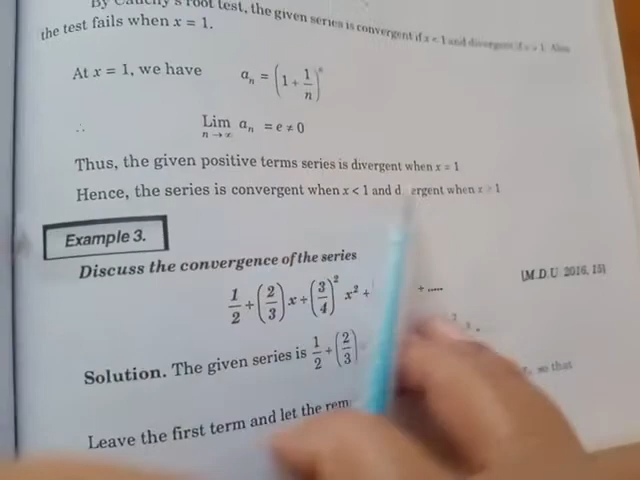 By Cauchy's root test, the given series is convergent if x < 1 and divergent if x > 1. Also
the test fails when x = 1.
At x = 1, we have a_n = (1 + 1/n)^n
∴ Lim_{n→∞} a_n = e ≠ 0
Thus, the given positive terms series is divergent when x = 1
Hence, the series is convergent when x < 1 and d ergent when x ≥ 1
Example 3.
Discuss the convergence of the series
[M.D.U. 2016, 15]
1/2 + (2/3) x + (3/4)^2 x^2 + + .....
Solution. The given series is 1/2 + (2/3)
so that
Leave the first term and let the rem